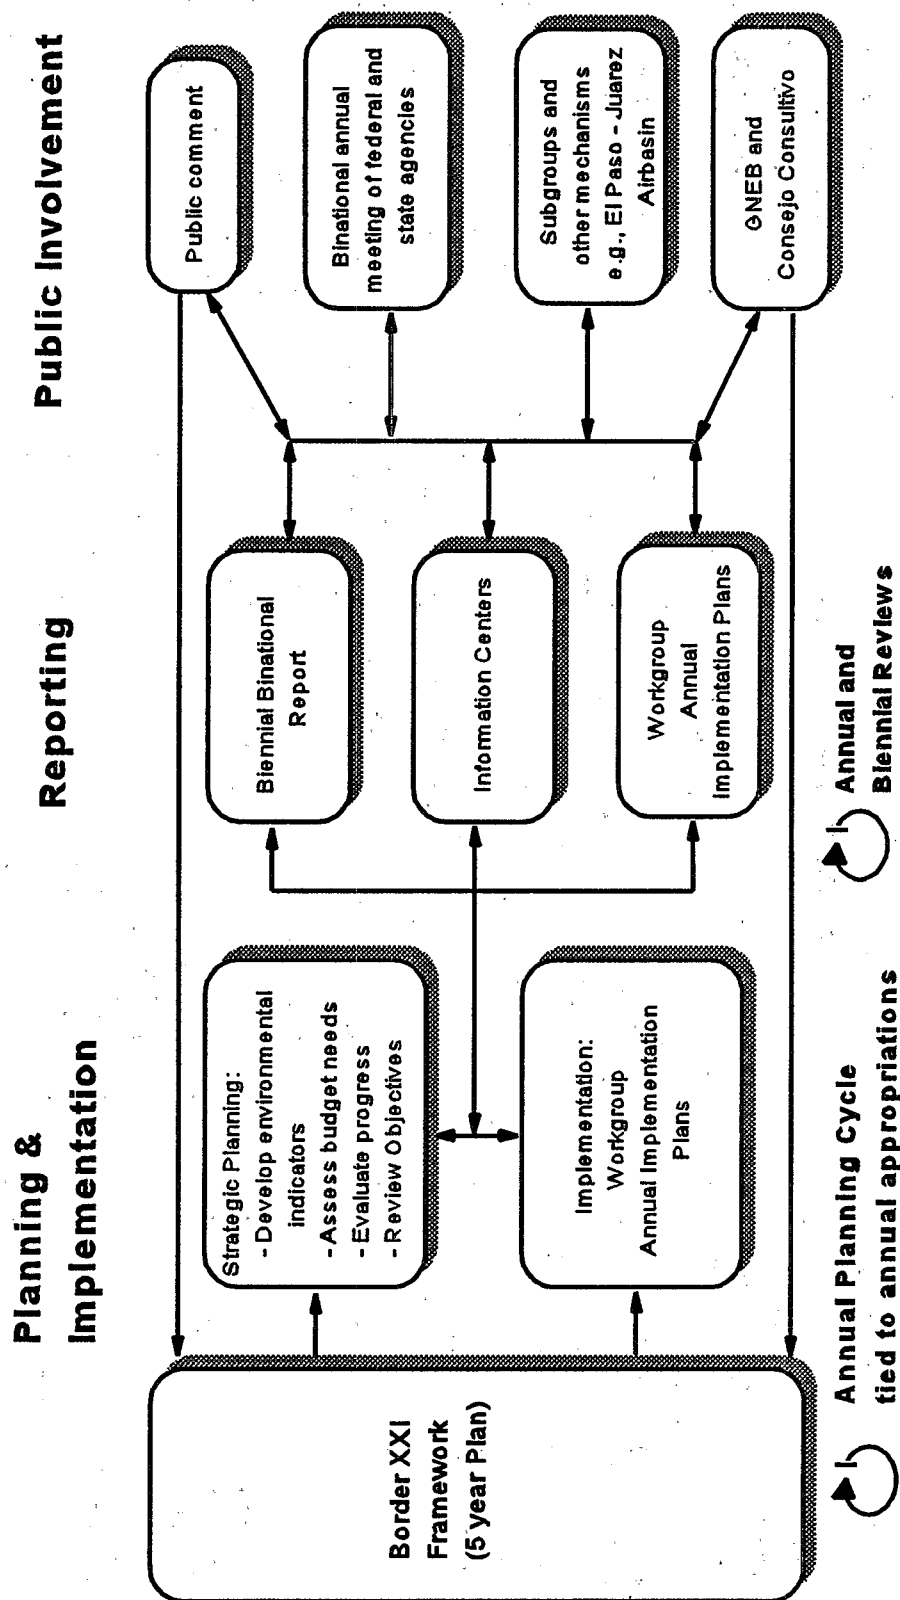 Planning &
Implementation
Reporting
Public Involvement
Border XXI
Framework
(5 year Plan)
Strategic Planning:
- Develop environmental
indicators
- Assess budget needs
- Evaluate progress
- Review Objectives
Implementation:
Workgroup
Annual Implementation
Plans
Biennial Binational
Report
Information Centers
Workgroup
Annual
Implementation Plans
Public comment
Binational annual
meeting of federal and
state agencies
Subgroups and
other mechanisms
e.g., El Paso - Juarez
Airbasin
GNEB and
Consejo Consultivo
Annual Planning Cycle
tied to annual appropriations
Annual and
Biennial Reviews